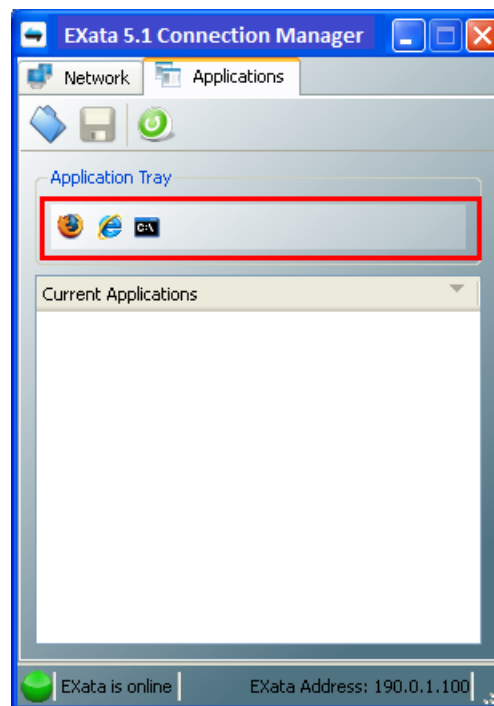 EXata 5.1 Connection Manager
Network Applications
Application Tray
C:\
Current Applications
EXata is online EXata Address: 190.0.1.100